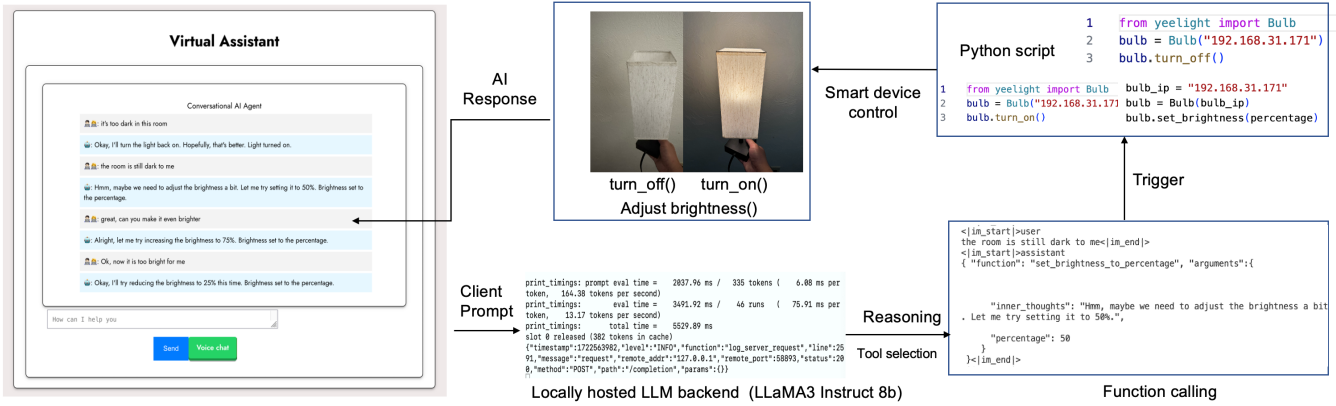 Virtual Assistant
Conversational AI Agent
: it's too dark in this room
: Okay, I'll turn the light back on. Hopefully, that's better. Light turned on.
: the room is still dark to me
: Hmm, maybe we need to adjust the brightness a bit. Let me try setting it to 50%. Brightness set to
the percentage.
: great, can you make it even brighter
: Alright, let me try increasing the brightness to 75%. Brightness set to the percentage.
: Ok, now it is too bright for me
: Okay, I'll try reducing the brightness to 25% this time. Brightness set to the percentage.
How can I help you
Send
Voice chat
AI
Response
turn_off()
turn_on()
Adjust brightness()
Smart device
control
Python script
1 from yeelight import Bulb
2 bulb = Bulb("192.168.31.171")
3 bulb.turn_off()
1 from yeelight import Bulb
2 bulb = Bulb("192.168.31.171
3 bulb.turn_on()
bulb_ip = "192.168.31.171"
bulb = Bulb(bulb_ip)
bulb.set_brightness(percentage)
Trigger
Client
Prompt
print_timings: prompt eval time = 2037.96 ms / 335 tokens ( 6.08 ms per
token, 164.38 tokens per second)
print_timings: eval time = 3491.92 ms / 46 runs ( 75.91 ms per
token, 13.17 tokens per second)
print_timings: total time = 5529.89 ms
slot 0 released (382 tokens in cache)
{"timestamp":1722563982,"level":"INFO","function":"log_server_request","line":25
91,"message":"request","remote_addr":"127.0.0.1","remote_port":58893,"status":20
0,"method":"POST","path":"/completion","params":{}}
Locally hosted LLM backend (LLaMA3 Instruct 8b)
Reasoning
Tool selection
<|im_start|>user
the room is still dark to me<|im_end|>
<|im_start|>assistant
{ "function": "set_brightness_to_percentage", "arguments":{
"inner_thoughts": "Hmm, maybe we need to adjust the brightness a bit
. Let me try setting it to 50%.",
"percentage": 50
}
}<|im_end|>
Function calling